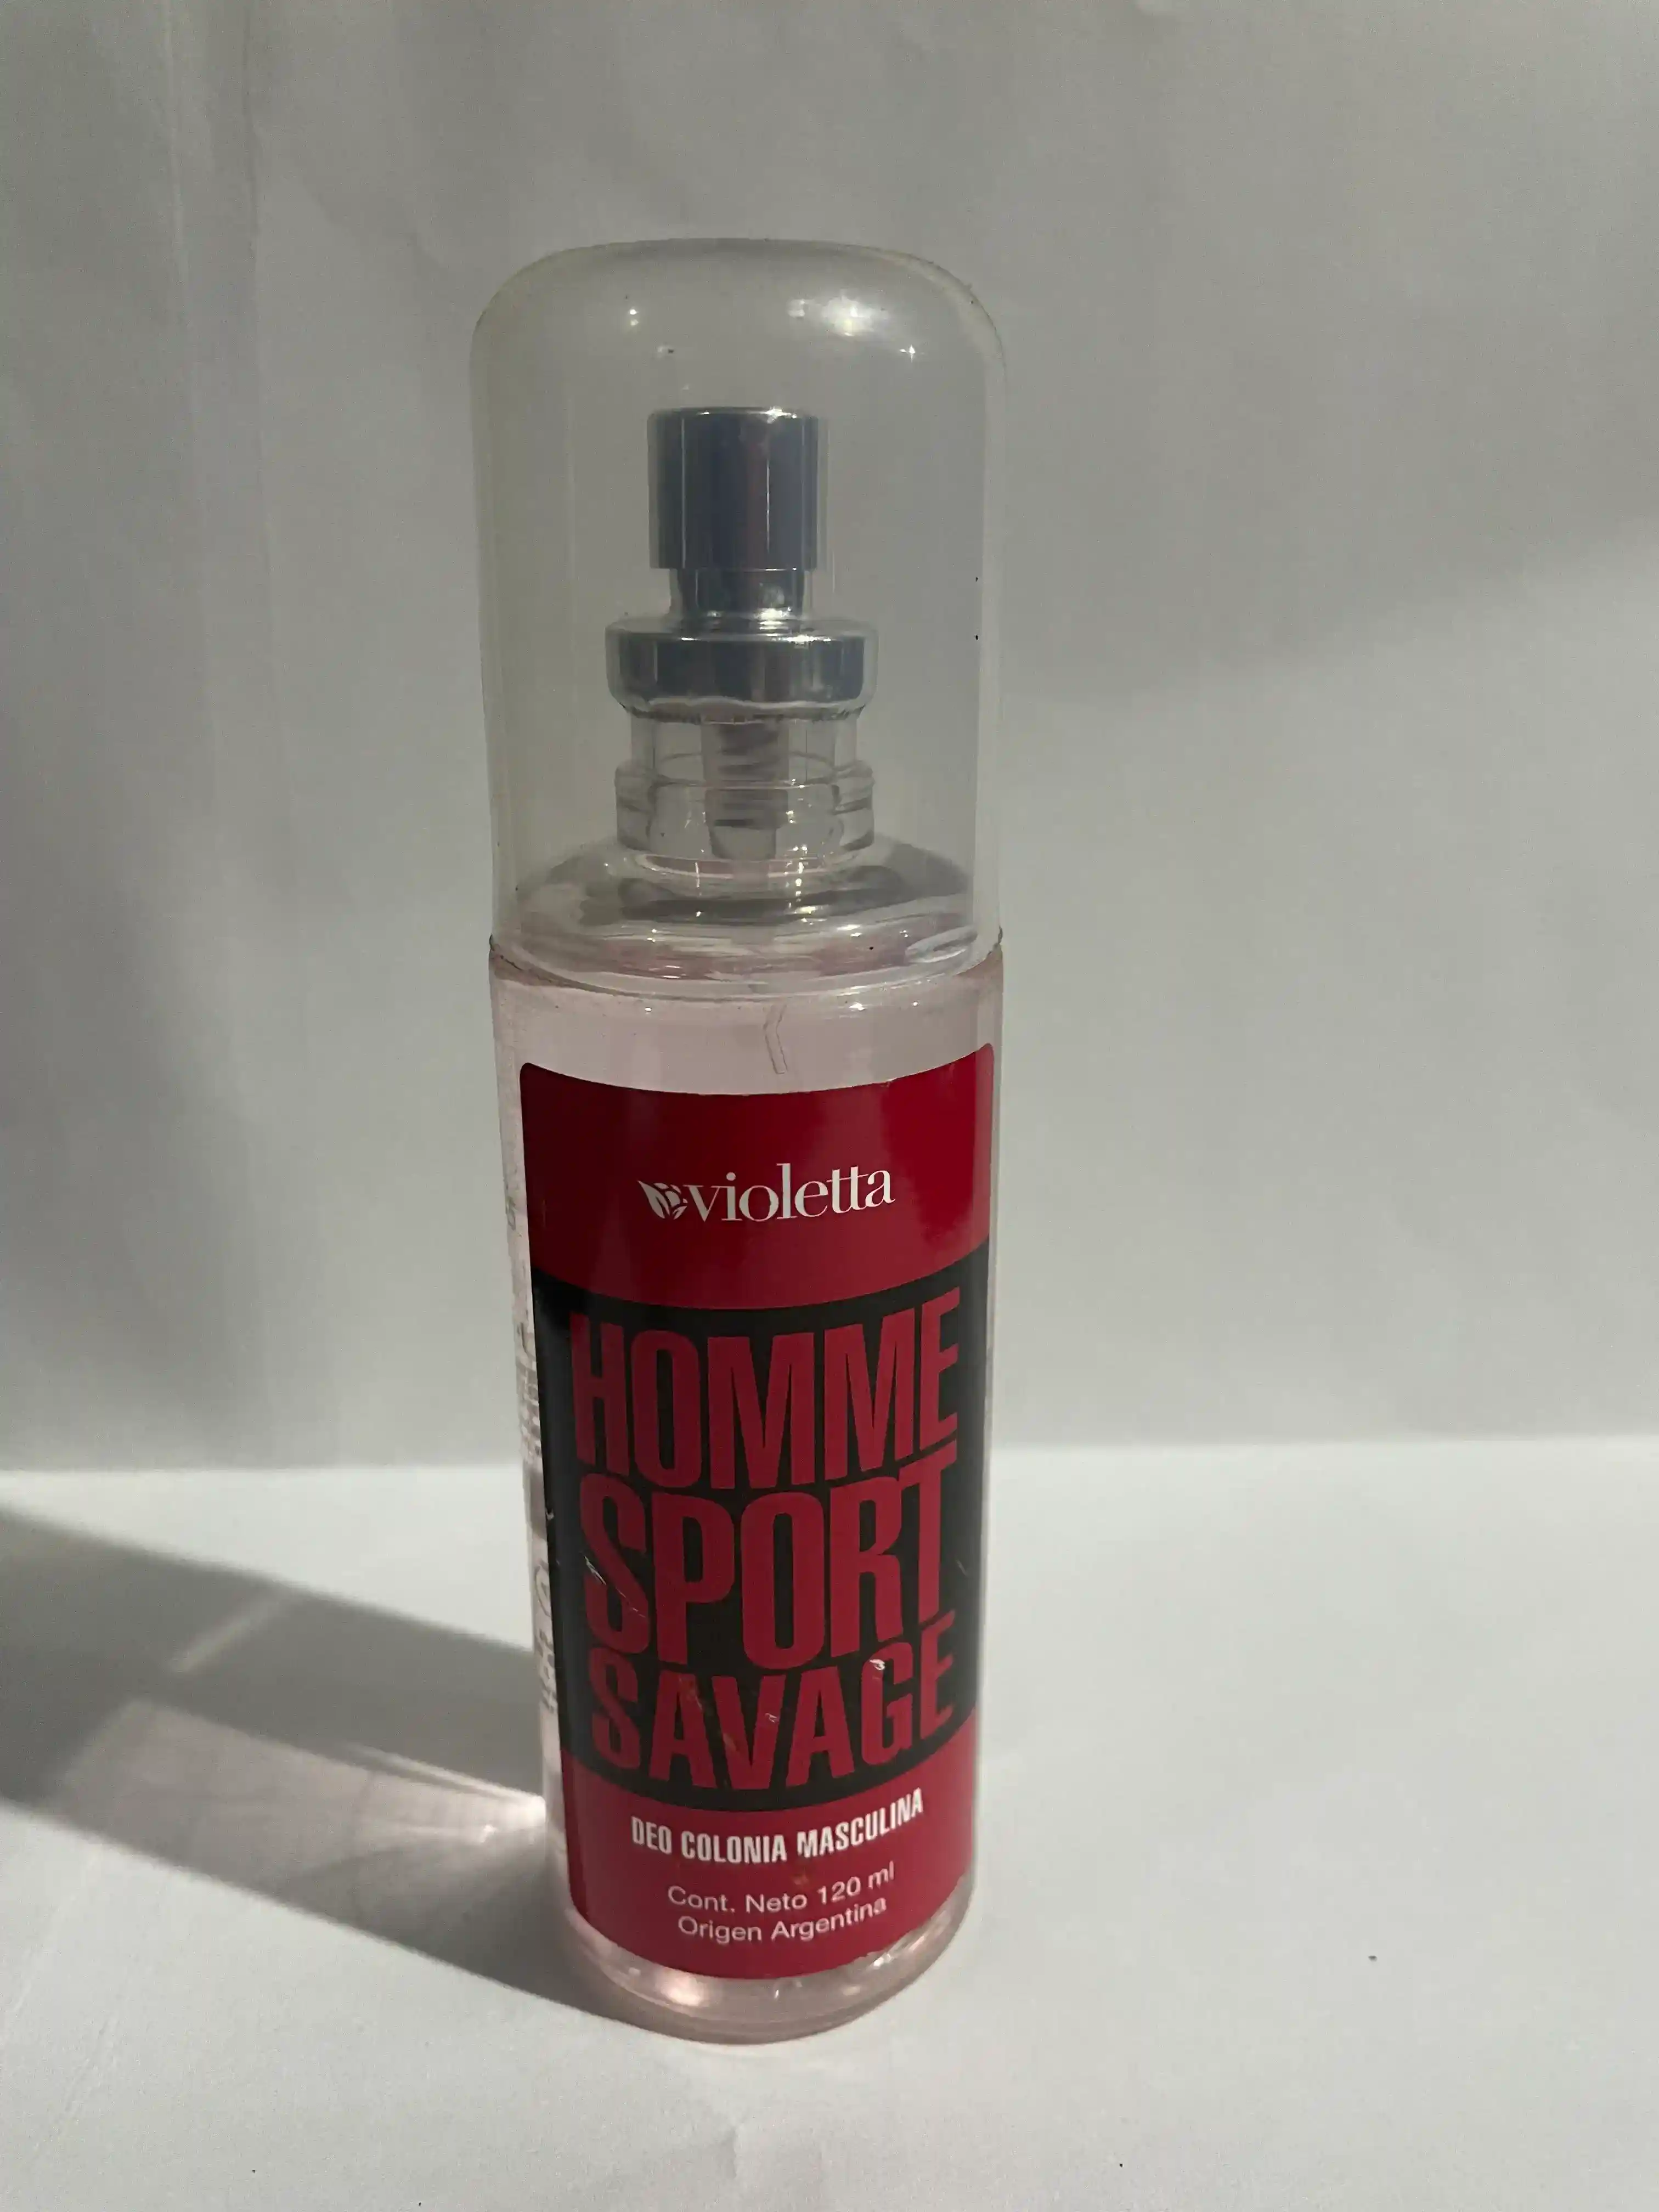 violetta
HOMME
SPORT
SAVAGE
DEO COLONIA MASCULINA
Cont. Neto 120 ml
Origen Argentina